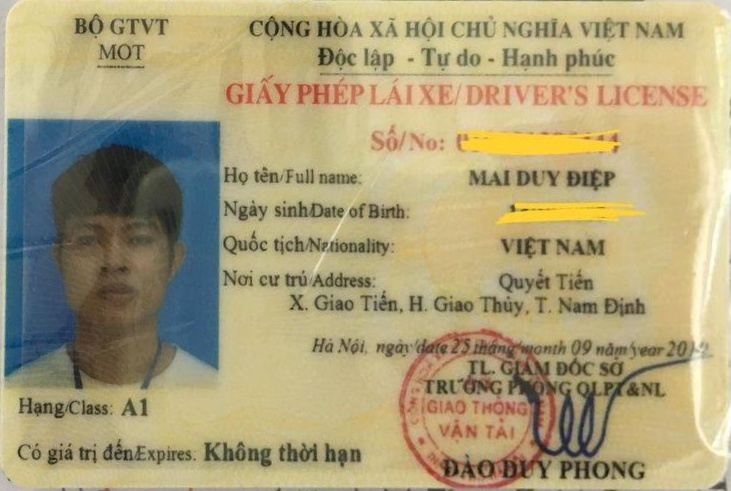 BỘ GTVT
MOT
CỘNG HÒA XÃ HỘI CHỦ NGHĨA VIỆT NAM
Độc lập - Tự do - Hạnh phúc
GIẤY PHÉP LÁI XE/ DRIVER'S LICENSE
Số/No:
Họ tên/Full name: MAI DUY ĐIỆP
Ngày sinh/Date of Birth:
Quốc tịch/Nationality: VIỆT NAM
Nơi cư trú/Address: Quyết Tiến
X. Giao Tiến, H. Giao Thủy, T. Nam Định
Hà Nội, ngày/date 25 tháng/month 09 năm/year
TL. GIÁM ĐỐC SỞ
TRƯỞNG PHÒNG QLPT&NL
GIAO THÔNG
VẬN TẢI
ĐÀO DUY PHONG
Hạng/Class: A1
Có giá trị đến/Expires: Không thời hạn